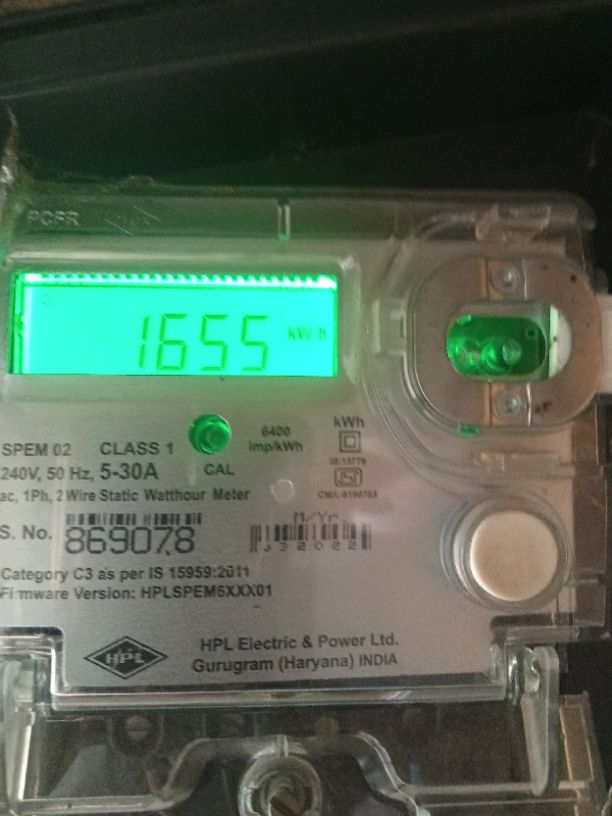 1655 kWh
6400
imp/kWh
kWh
SPEM 02 CLASS 1
IS:13779
240V, 50 Hz, 5-30A
CAL
ISI
ac, 1Ph, 2 Wire Static Watthour Meter
M/Yr
S. No. 869078
Category C3 as per IS 15959:2011
Firmware Version: HPLSPEM6XXX01
HPL
HPL Electric & Power Ltd.
Gurugram (Haryana) INDIA